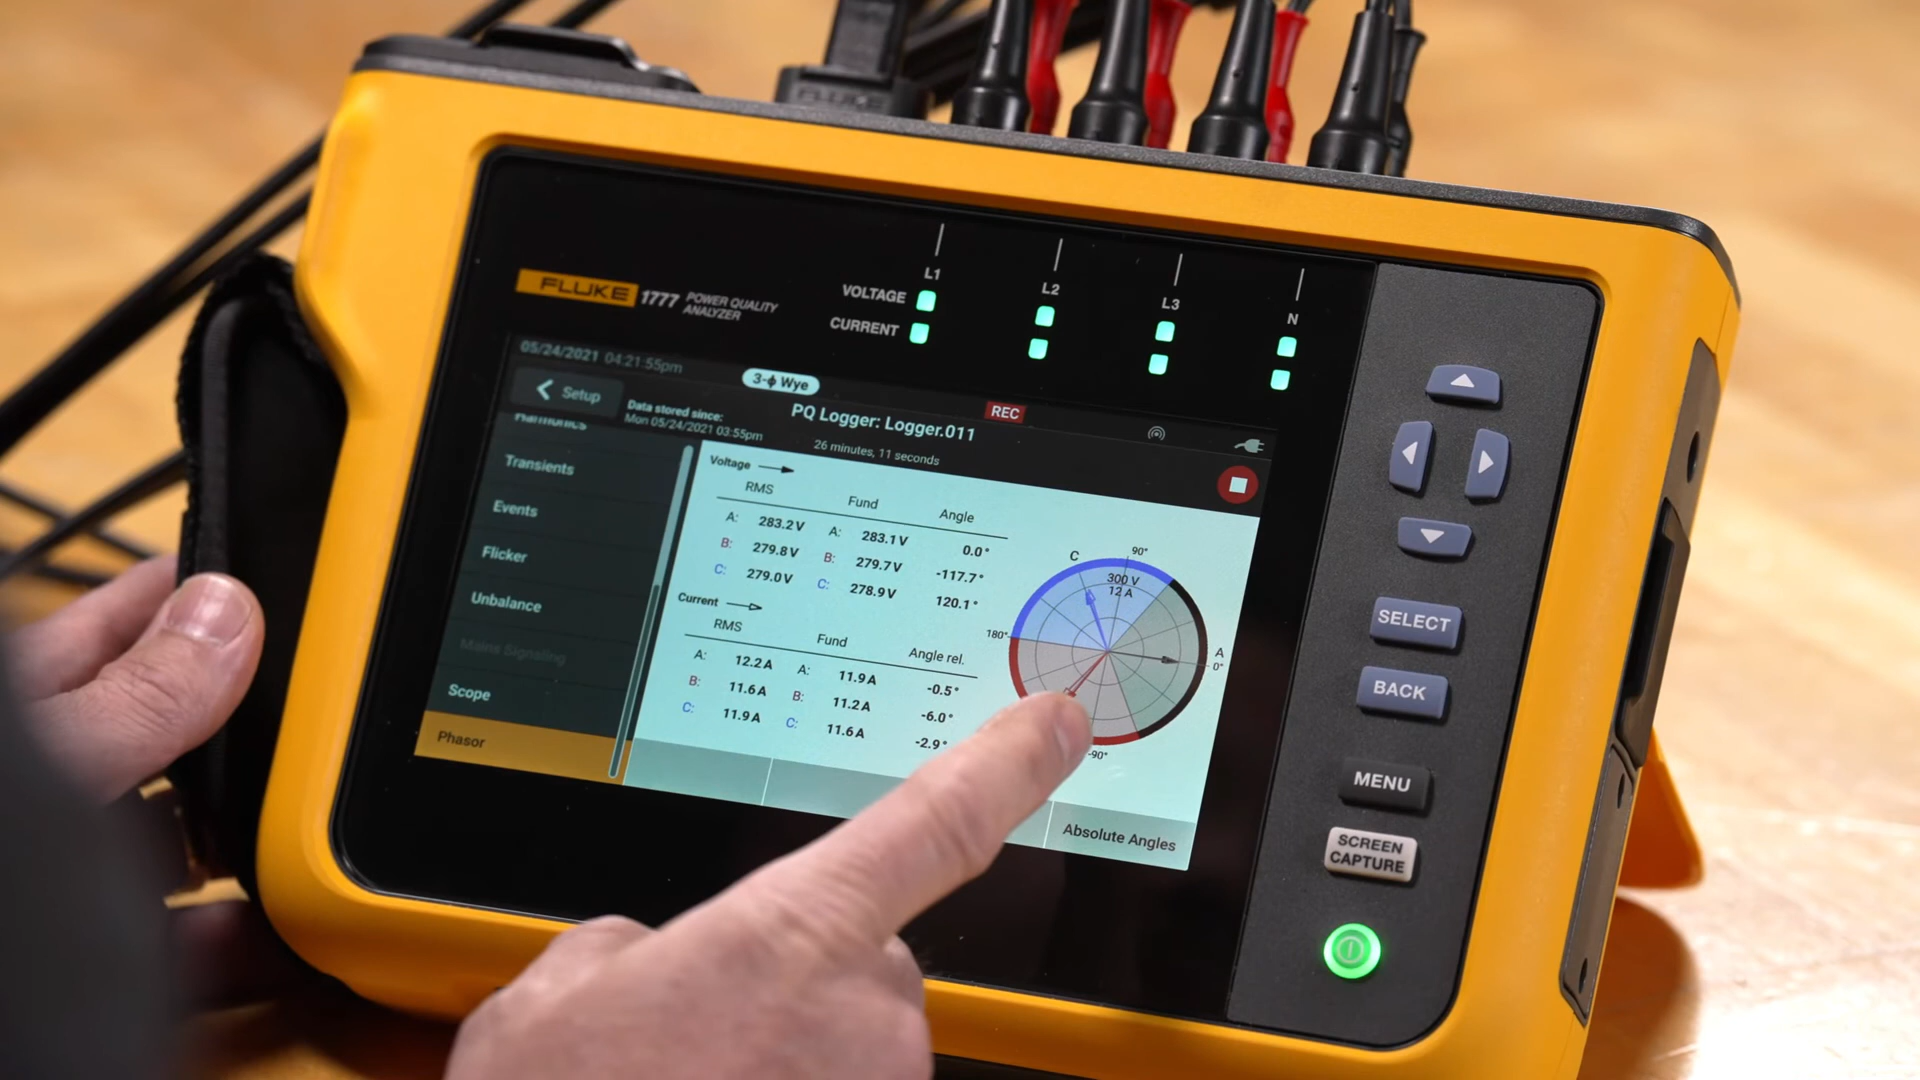 FLUKE
L1
L2
L3
N
VOLTAGE
CURRENT
FLUKE 1777 POWER QUALITY
ANALYZER
05/24/2021 04:21:55pm
3-ϕ Wye
REC
Setup
Data stored since:
Mon 05/24/2021 03:55pm
PQ Logger: Logger.011
26 minutes, 11 seconds
Harmonics
Transients
Events
Flicker
Unbalance
Mains Signaling
Scope
Phasor
Voltage
RMS Fund Angle
A: 283.2 V A: 283.1 V 0.0°
B: 279.8 V B: 279.7 V -117.7°
C: 279.0 V C: 278.9 V 120.1°
Current
RMS Fund Angle rel.
A: 12.2 A A: 11.9 A -0.5°
B: 11.6 A B: 11.2 A -6.0°
C: 11.9 A C: 11.6 A -2.9°
C
90°
300 V
12 A
180°
A
0°
-90°
Absolute Angles
SELECT
BACK
MENU
SCREEN
CAPTURE